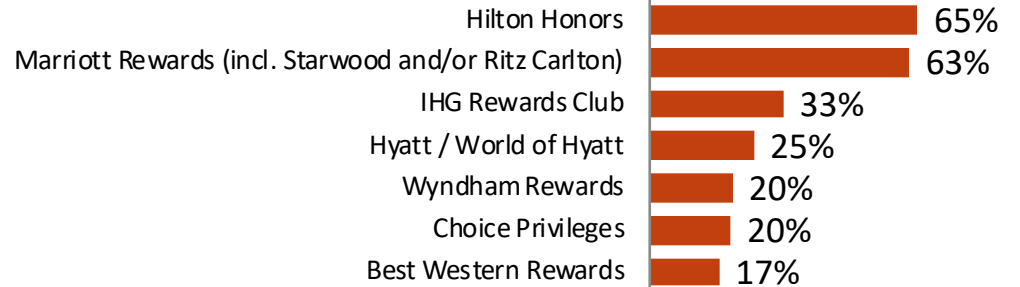 Hilton Honors 65%
Marriott Rewards (incl. Starwood and/or Ritz Carlton) 63%
IHG Rewards Club 33%
Hyatt / World of Hyatt 25%
Wyndham Rewards 20%
Choice Privileges 20%
Best Western Rewards 17%